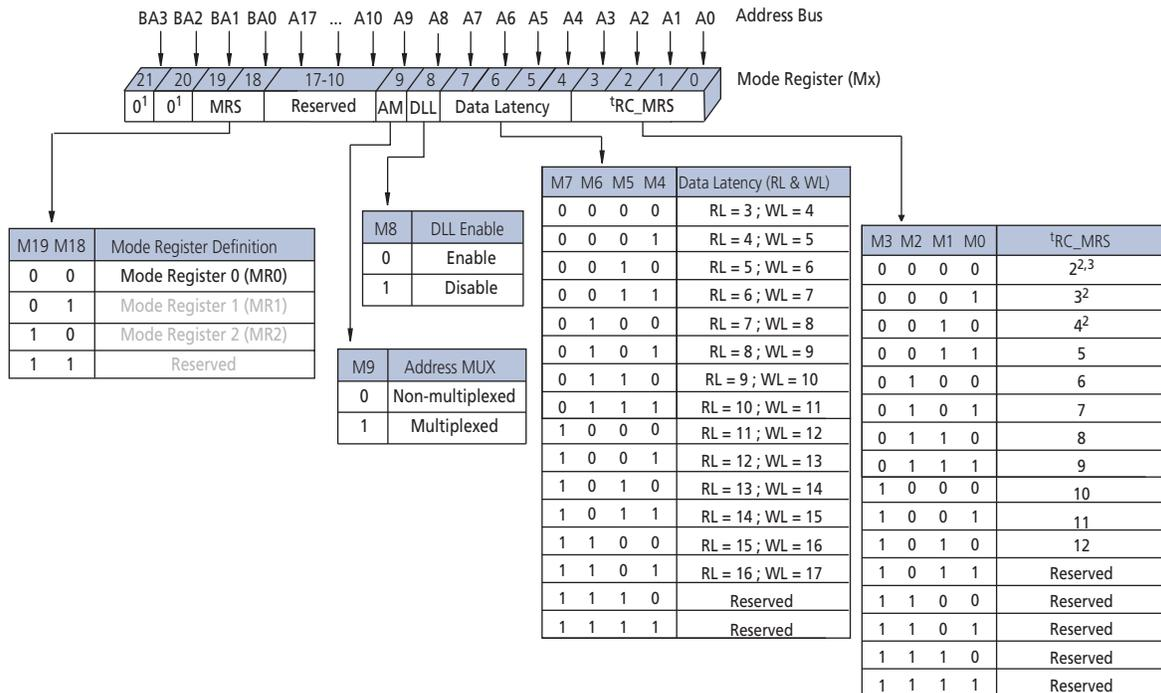 BA3 BA2 BA1 BA0 A17 ... A10 A9 A8 A7 A6 A5 A4 A3 A2 A1 A0 Address Bus
21 20 19 18 17-10 9 8 7 6 5 4 3 2 1 0 Mode Register (Mx)
0¹ 0¹ MRS Reserved AM DLL Data Latency ᵗRC_MRS
M19 M18 Mode Register Definition
0 0 Mode Register 0 (MR0)
0 1 Mode Register 1 (MR1)
1 0 Mode Register 2 (MR2)
1 1 Reserved
M8 DLL Enable
0 Enable
1 Disable
M9 Address MUX
0 Non-multiplexed
1 Multiplexed
M7 M6 M5 M4 Data Latency (RL & WL)
0 0 0 0 RL = 3 ; WL = 4
0 0 0 1 RL = 4 ; WL = 5
0 0 1 0 RL = 5 ; WL = 6
0 0 1 1 RL = 6 ; WL = 7
0 1 0 0 RL = 7 ; WL = 8
0 1 0 1 RL = 8 ; WL = 9
0 1 1 0 RL = 9 ; WL = 10
0 1 1 1 RL = 10 ; WL = 11
1 0 0 0 RL = 11 ; WL = 12
1 0 0 1 RL = 12 ; WL = 13
1 0 1 0 RL = 13 ; WL = 14
1 0 1 1 RL = 14 ; WL = 15
1 1 0 0 RL = 15 ; WL = 16
1 1 0 1 RL = 16 ; WL = 17
1 1 1 0 Reserved
1 1 1 1 Reserved
M3 M2 M1 M0 ᵗRC_MRS
0 0 0 0 2²,³
0 0 0 1 3²
0 0 1 0 4²
0 0 1 1 5
0 1 0 0 6
0 1 0 1 7
0 1 1 0 8
0 1 1 1 9
1 0 0 0 10
1 0 0 1 11
1 0 1 0 12
1 0 1 1 Reserved
1 1 0 0 Reserved
1 1 0 1 Reserved
1 1 1 0 Reserved
1 1 1 1 Reserved